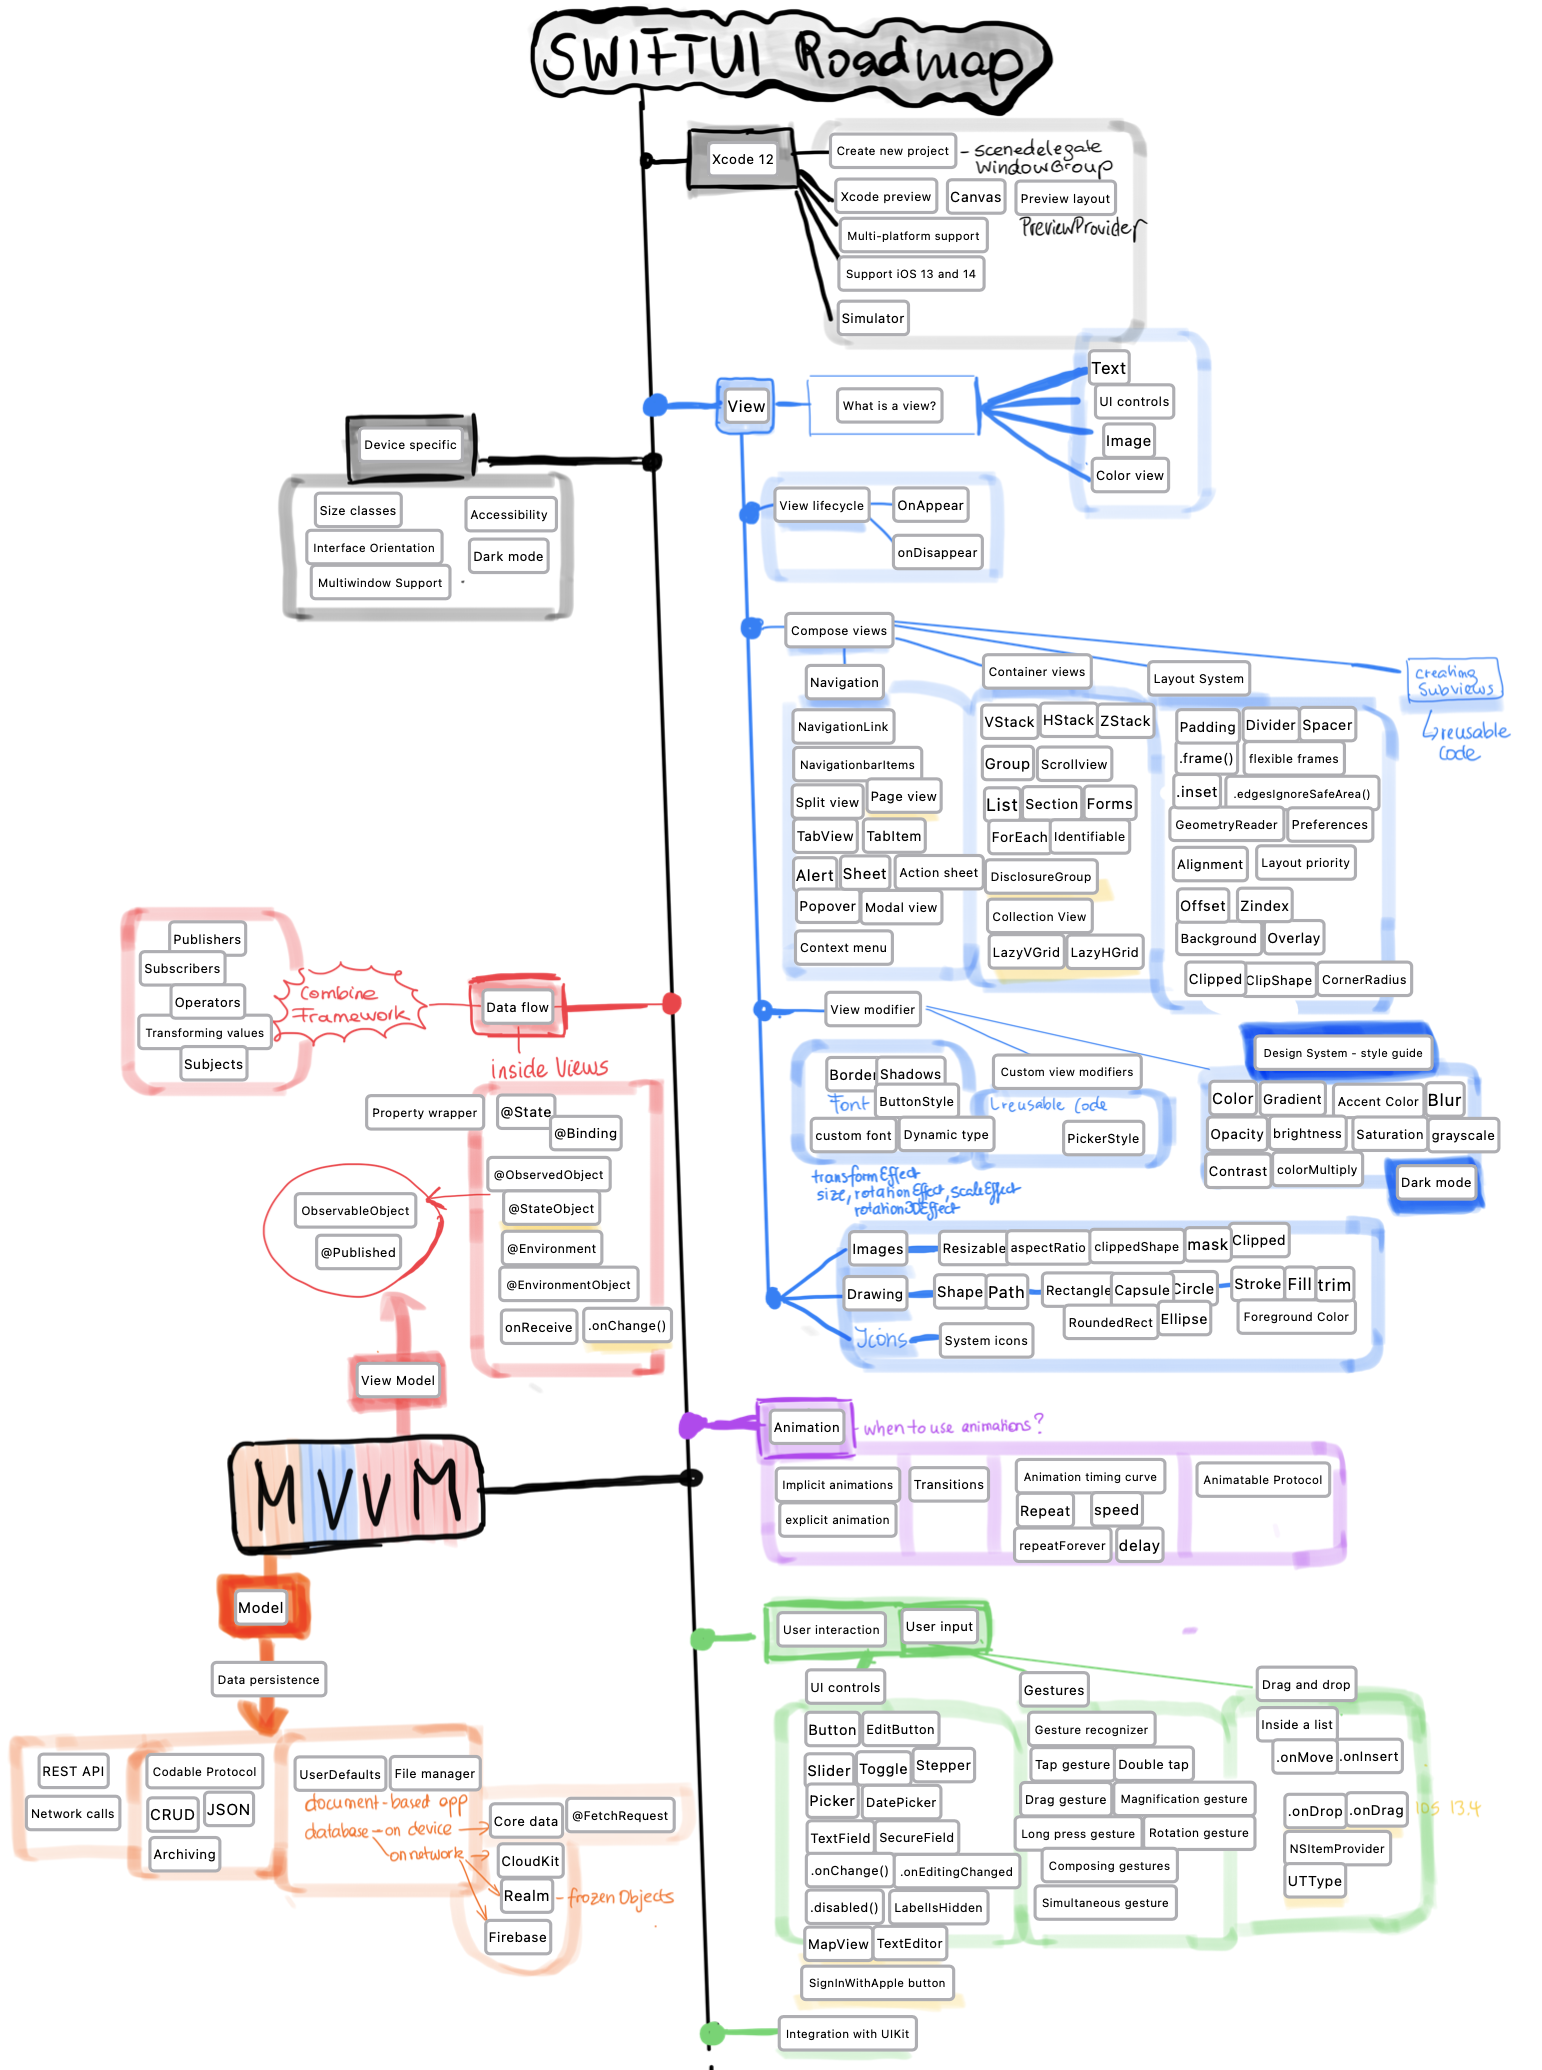 SWIFTUI Roadmap
Xcode 12
Create new project
- scenedelegate
WindowGroup
Xcode preview
Canvas
Preview layout
PreviewProvider
Multi-platform support
Support iOS 13 and 14
Simulator
View
What is a view?
Text
UI controls
Image
Color view
Device specific
Size classes
Accessibility
Interface Orientation
Dark mode
Multiwindow Support
View lifecycle
OnAppear
onDisappear
Compose views
Navigation
Container views
Layout System
creating
Subviews
reusable
code
NavigationLink
NavigationbarItems
Split view
Page view
TabView
TabItem
Alert
Sheet
Action sheet
Popover
Modal view
Context menu
VStack
HStack
ZStack
Group
Scrollview
List
Section
Forms
ForEach
Identifiable
DisclosureGroup
Collection View
LazyVGrid
LazyHGrid
Padding
Divider
Spacer
.frame()
flexible frames
.inset
.edgesIgnoreSafeArea()
GeometryReader
Preferences
Alignment
Layout priority
Offset
Zindex
Background
Overlay
Clipped
ClipShape
CornerRadius
Data flow
Combine
Framework
Publishers
Subscribers
Operators
Transforming values
Subjects
inside Views
Property wrapper
@State
@Binding
@ObservedObject
@StateObject
@Environment
@EnvironmentObject
onReceive
.onChange()
ObservableObject
@Published
View Model
View modifier
Border
Shadows
Font
ButtonStyle
custom font
Dynamic type
transformEffect
size, rotationEffect, scaleEffect
rotation3DEffect
Custom view modifiers
reusable code
PickerStyle
Design System - style guide
Color
Gradient
Accent Color
Blur
Opacity
brightness
Saturation
grayscale
Contrast
colorMultiply
Dark mode
Images
Resizable
aspectRatio
clippedShape
mask
Clipped
Drawing
Shape
Path
Rectangle
Capsule
Circle
Stroke
Fill
trim
RoundedRect
Ellipse
Foreground Color
Icons
System icons
MVVM
Animation
- when to use animations?
Implicit animations
explicit animation
Transitions
Animation timing curve
Repeat
speed
repeatForever
delay
Animatable Protocol
Model
Data persistence
REST API
Network calls
Codable Protocol
CRUD
JSON
Archiving
UserDefaults
File manager
document-based app
database - on device
on network
Core data
@FetchRequest
CloudKit
Realm
- frozen Objects
Firebase
User interaction
User input
UI controls
Gestures
Drag and drop
Button
EditButton
Slider
Toggle
Stepper
Picker
DatePicker
TextField
SecureField
.onChange()
.onEditingChanged
.disabled()
LabelIsHidden
MapView
TextEditor
SignInWithApple button
Gesture recognizer
Tap gesture
Double tap
Drag gesture
Magnification gesture
Long press gesture
Rotation gesture
Composing gestures
Simultaneous gesture
Inside a list
.onMove
.onInsert
.onDrop
.onDrag
iOS 13.4
NSItemProvider
UTType
Integration with UIKit